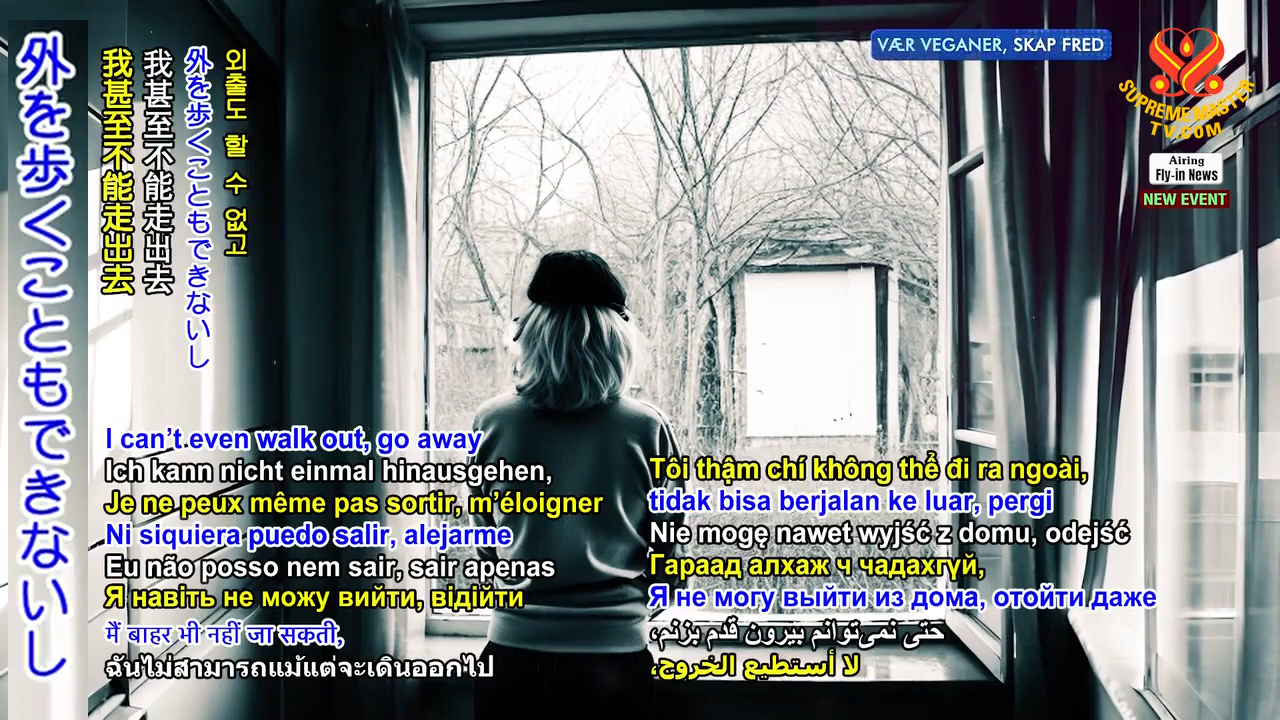 外を歩くこともできないし
我甚至不能走出去
我甚至不能走出去
外を歩くこともできないし
외출도 할 수 없고
VÆR VEGANER, SKAP FRED
SUPREME MASTER
TV.COM
Airing
Fly-in News
NEW EVENT
I can’t even walk out, go away
Ich kann nicht einmal hinausgehen,
Je ne peux même pas sortir, m’éloigner
Ni siquiera puedo salir, alejarme
Eu não posso nem sair, sair apenas
Я навіть не можу вийти, відійти
मैं बाहर भी नहीं जा सकती,
ฉันไม่สามารถแม้แต่จะเดินออกไป
Tôi thậm chí không thể đi ra ngoài,
tidak bisa berjalan ke luar, pergi
Nie mogę nawet wyjść z domu, odejść
Гараад алхаж ч чадахгүй,
Я не могу выйти из дома, отойти даже
حتی نمی‌توانم بیرون قدم بزنم،
لا أستطيع الخروج،